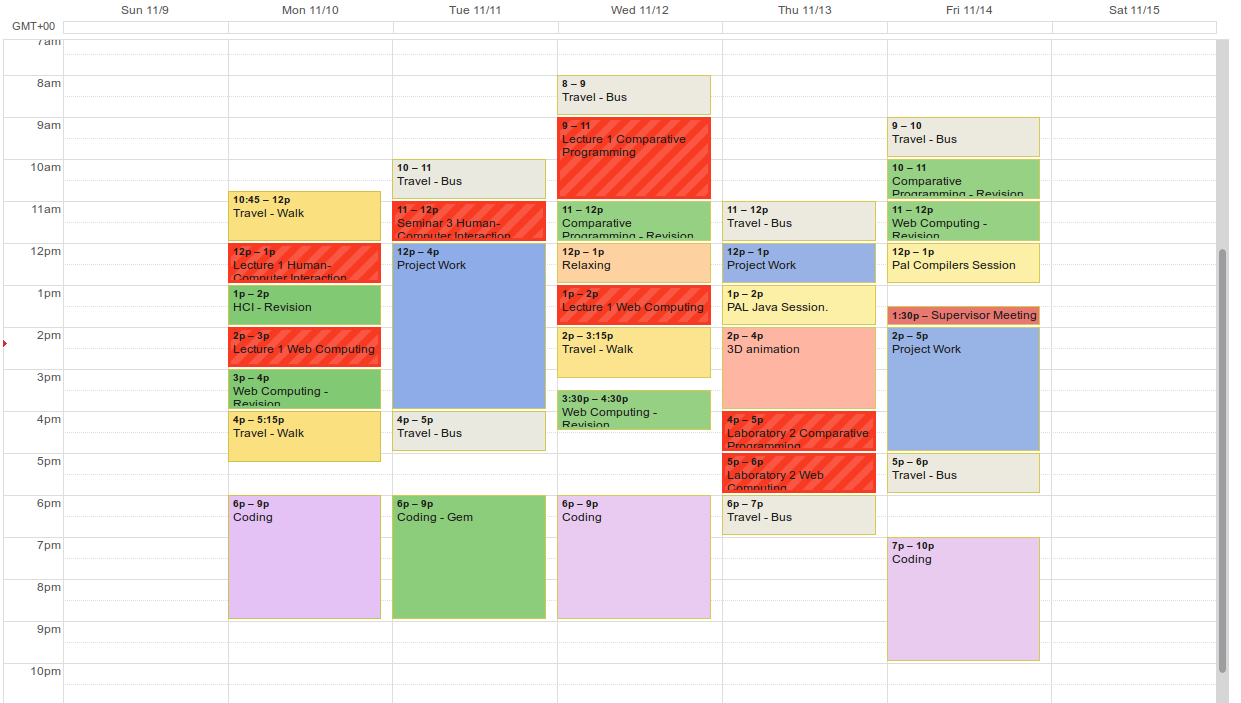 Sun 11/9
Mon 11/10
Tue 11/11
Wed 11/12
Thu 11/13
Fri 11/14
Sat 11/15
GMT+00
7am
8am
9am
10am
11am
12pm
1pm
2pm
3pm
4pm
5pm
6pm
7pm
8pm
9pm
10pm
10:45 – 12p
Travel - Walk
12p – 1p
Lecture 1 Human-
Computer Interaction
1p – 2p
HCI - Revision
2p – 3p
Lecture 1 Web Computing
3p – 4p
Web Computing -
Revision
4p – 5:15p
Travel - Walk
6p – 9p
Coding
10 – 11
Travel - Bus
11 – 12p
Seminar 3 Human-
Computer Interaction
12p – 4p
Project Work
4p – 5p
Travel - Bus
6p – 9p
Coding - Gem
8 – 9
Travel - Bus
9 – 11
Lecture 1 Comparative
Programming
11 – 12p
Comparative
Programming - Revision
12p – 1p
Relaxing
1p – 2p
Lecture 1 Web Computing
2p – 3:15p
Travel - Walk
3:30p – 4:30p
Web Computing -
Revision
6p – 9p
Coding
11 – 12p
Travel - Bus
12p – 1p
Project Work
1p – 2p
PAL Java Session.
2p – 4p
3D animation
4p – 5p
Laboratory 2 Comparative
Programming
5p – 6p
Laboratory 2 Web
Computing
6p – 7p
Travel - Bus
9 – 10
Travel - Bus
10 – 11
Comparative
Programming - Revision
11 – 12p
Web Computing -
Revision
12p – 1p
Pal Compilers Session
1:30p – Supervisor Meeting
2p – 5p
Project Work
5p – 6p
Travel - Bus
7p – 10p
Coding